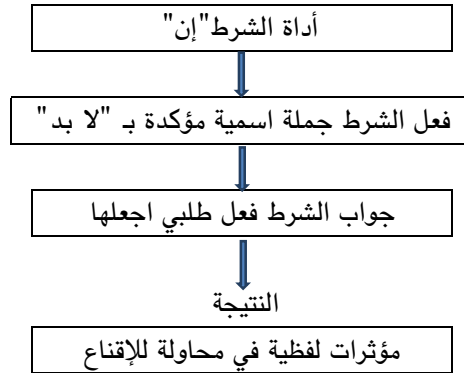 أداة الشرط"إن"
فعل الشرط جملة اسمية مؤكدة بـ "لا بد"
جواب الشرط فعل طلبي اجعلها
النتيجة
مؤثرات لفظية في محاولة للإقناع